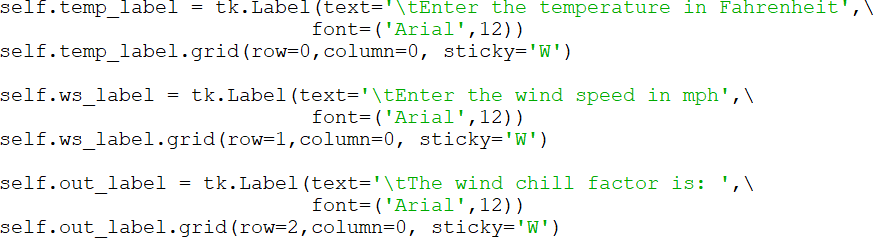 self.temp_label = tk.Label(text='\tEnter the temperature in Fahrenheit',\
                          font=('Arial',12))
self.temp_label.grid(row=0,column=0, sticky='W')

self.ws_label = tk.Label(text='\tEnter the wind speed in mph',\
                          font=('Arial',12))
self.ws_label.grid(row=1,column=0, sticky='W')

self.out_label = tk.Label(text='\tThe wind chill factor is: ',\
                          font=('Arial',12))
self.out_label.grid(row=2,column=0, sticky='W')